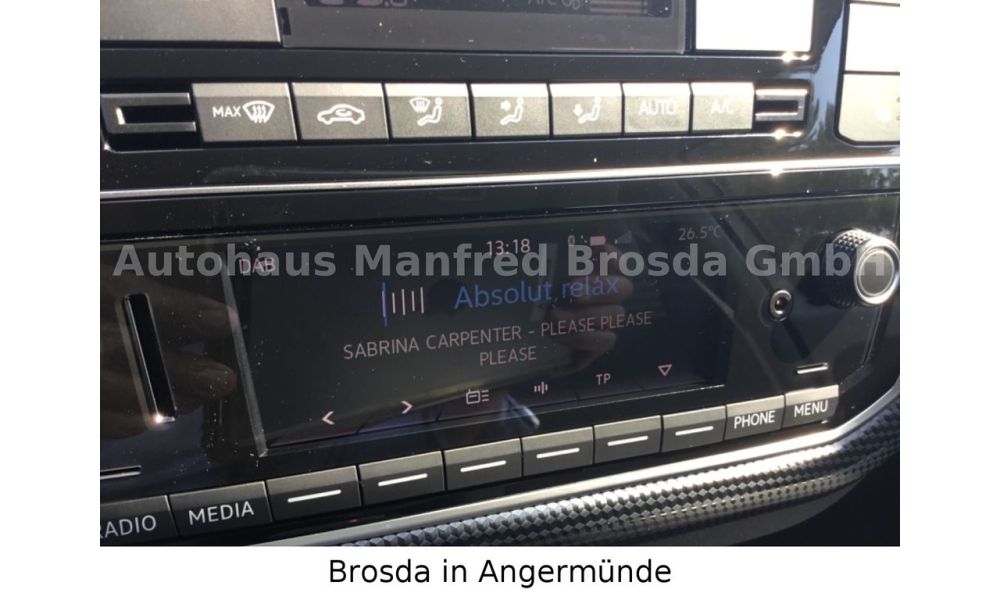 MAX
AUTO
A/C
Autohaus Manfred Brosda GmbH
DAB
13:18
26.5°C
Absolut relax
SABRINA CARPENTER - PLEASE PLEASE
PLEASE
TP
PHONE
MENU
RADIO
MEDIA
Brosda in Angermünde